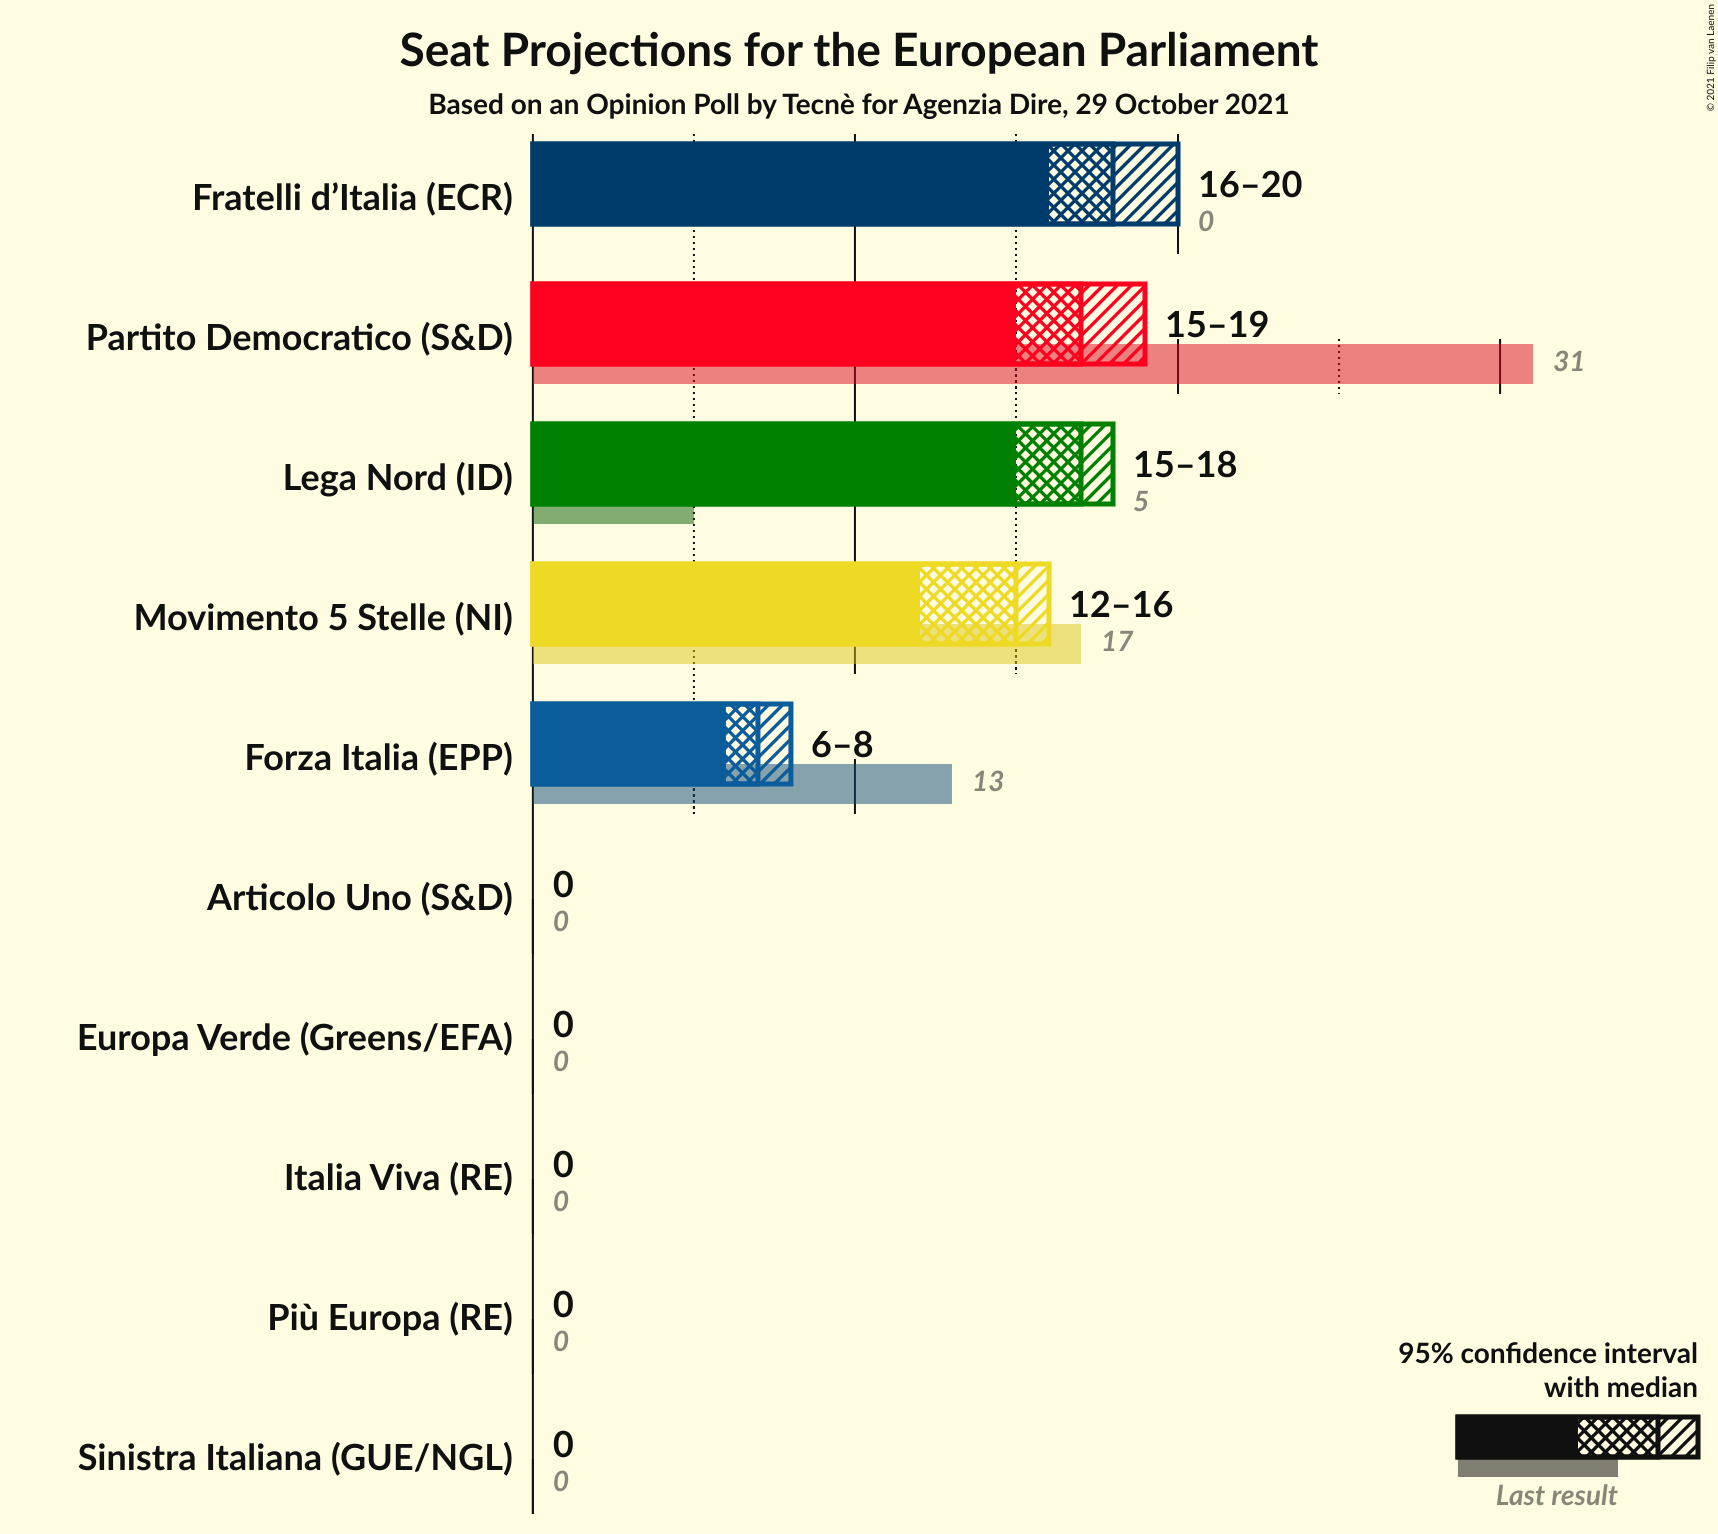 Seat Projections for the European Parliament
Based on an Opinion Poll by Tecnè for Agenzia Dire, 29 October 2021
© 2021 Filip van Laenen
Fratelli d’Italia (ECR)
16–20
0
Partito Democratico (S&D)
15–19
31
Lega Nord (ID)
15–18
5
Movimento 5 Stelle (NI)
12–16
17
Forza Italia (EPP)
6–8
13
Articolo Uno (S&D)
0
0
Europa Verde (Greens/EFA)
0
0
Italia Viva (RE)
0
0
Più Europa (RE)
0
0
Sinistra Italiana (GUE/NGL)
0
0
95% confidence interval
with median
Last result